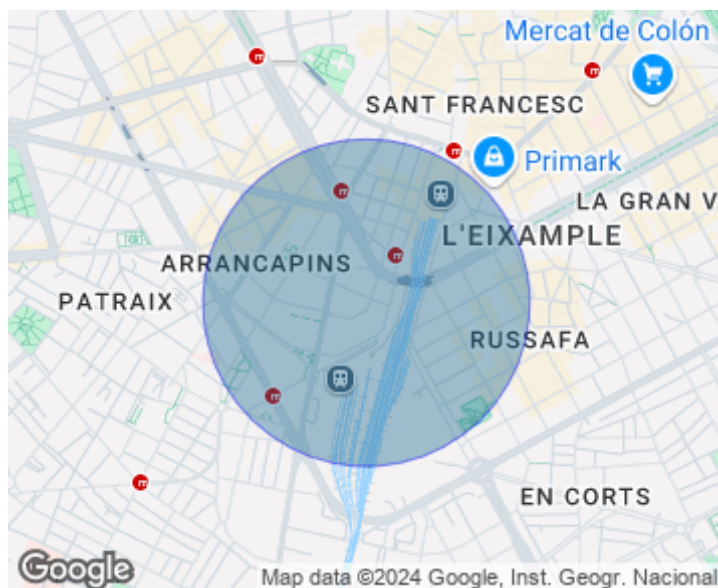 Mercat de Colón
SANT FRANCESC
Primark
LA GRAN V
L'EIXAMPLE
ARRANCAPINS
PATRAIX
RUSSAFA
EN CORTS
Google
Map data ©2024 Google, Inst. Geogr. Nacional